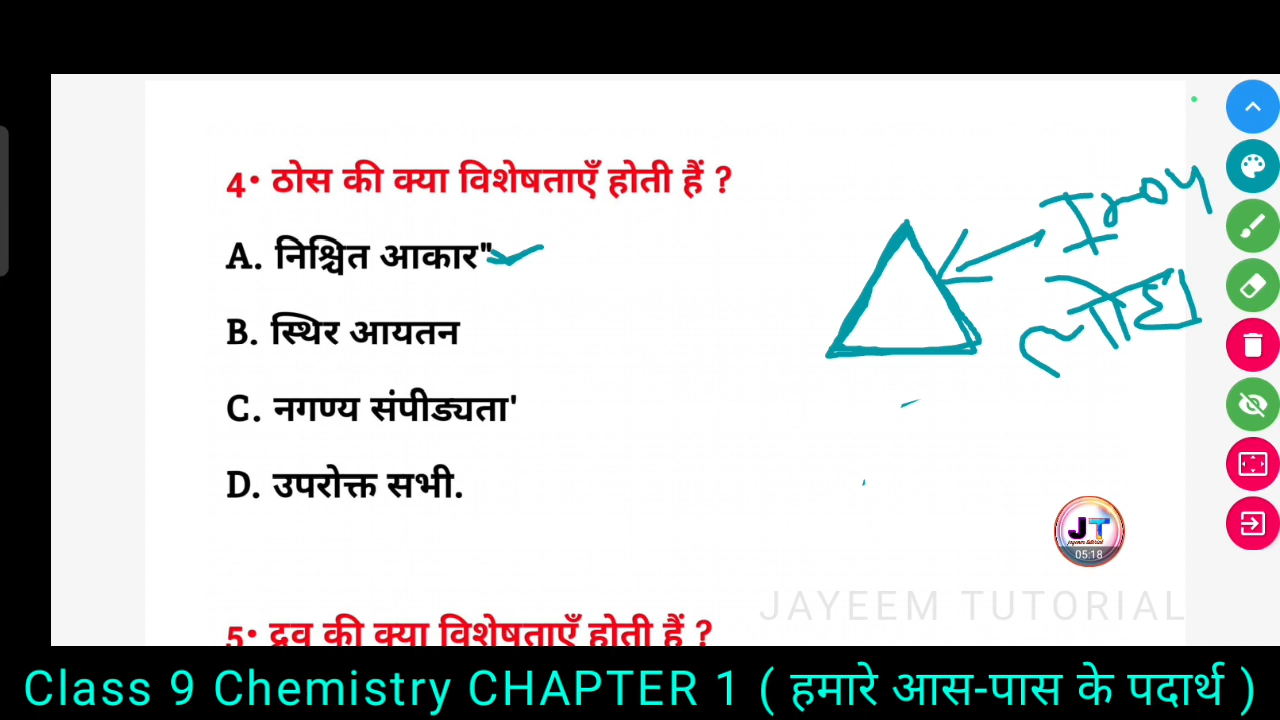 4• ठोस की क्या विशेषताएँ होती हैं ?
A. निश्चित आकार"
B. स्थिर आयतन
C. नगण्य संपीड्यता'
D. उपरोक्त सभी.
लोहा
JT
05:18
JAYEEM TUTORIAL
5• द्रव की क्या विशेषताएँ होती हैं ?
Class 9 Chemistry CHAPTER 1 ( हमारे आस-पास के पदार्थ )